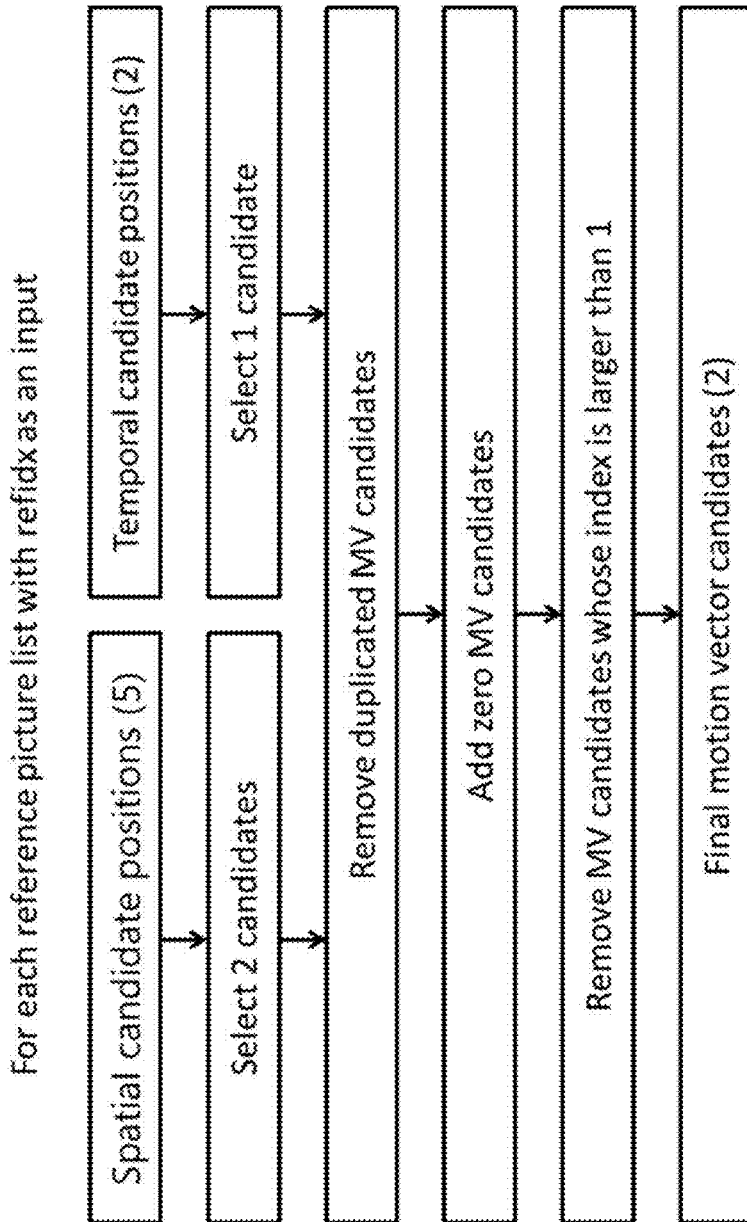 For each reference picture list with refidx as an input
Spatial candidate positions (5)
Temporal candidate positions (2)
Select 2 candidates
Select 1 candidate
Remove duplicated MV candidates
Add zero MV candidates
Remove MV candidates whose index is larger than 1
Final motion vector candidates (2)